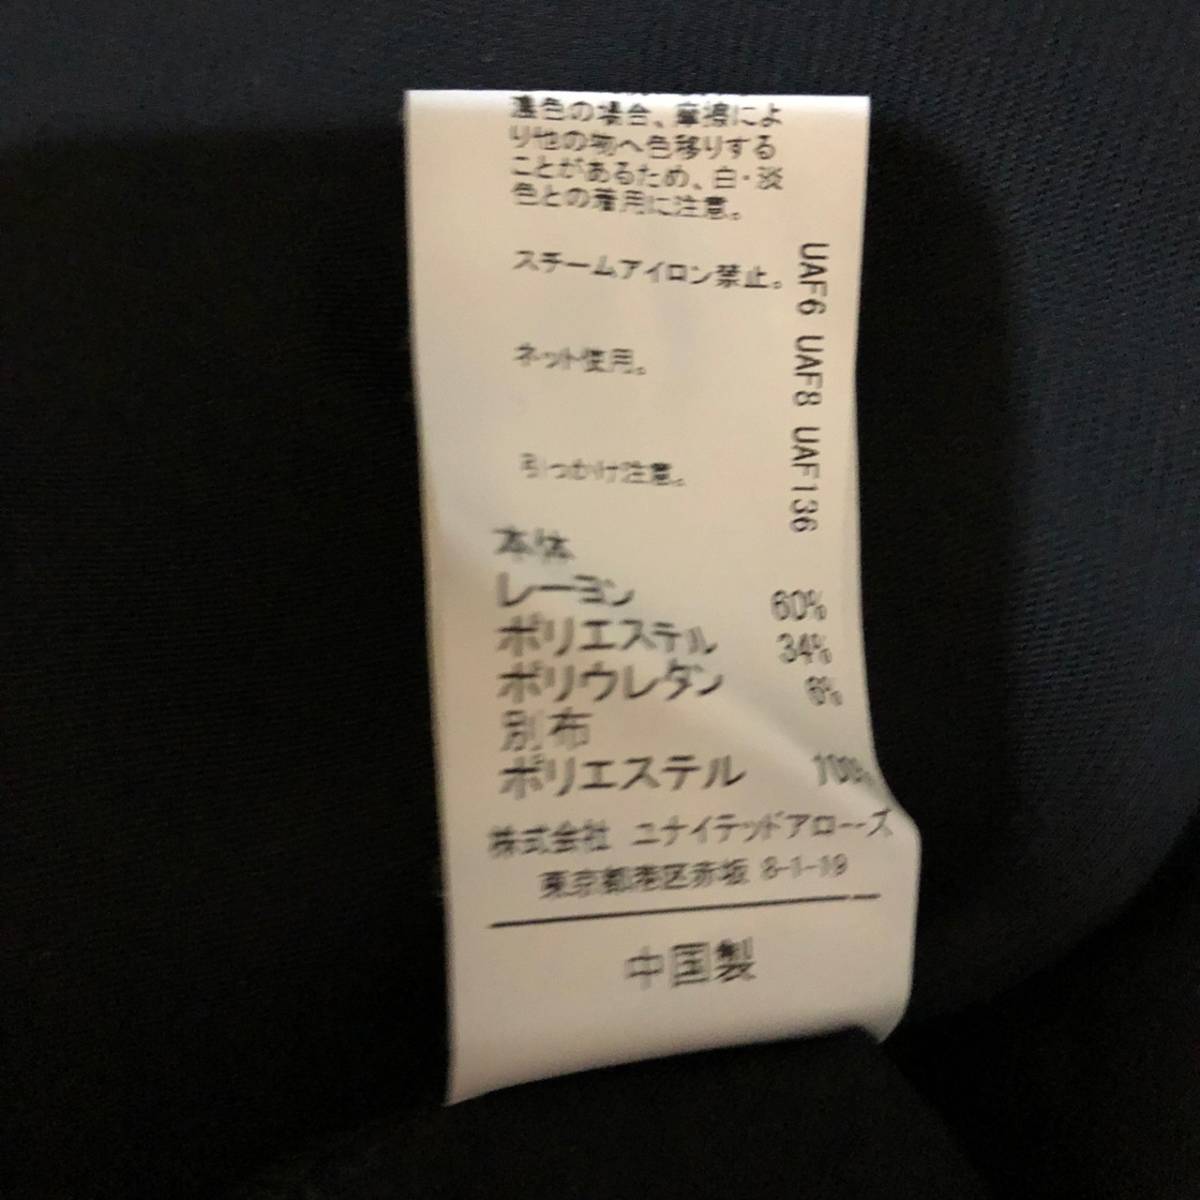 濃色の場合、摩擦によ
り他の物へ色移りする
ことがあるため、白・淡
色との着用に注意。
スチームアイロン禁止。
ネット使用。
引っかけ注意。
UAF6 UAF8 UAF136
本体
レーヨン 60%
ポリエステル 34%
ポリウレタン 6%
別布
ポリエステル 100%
株式会社 ユナイテッドアローズ
東京都港区赤坂 8-1-19
中国製